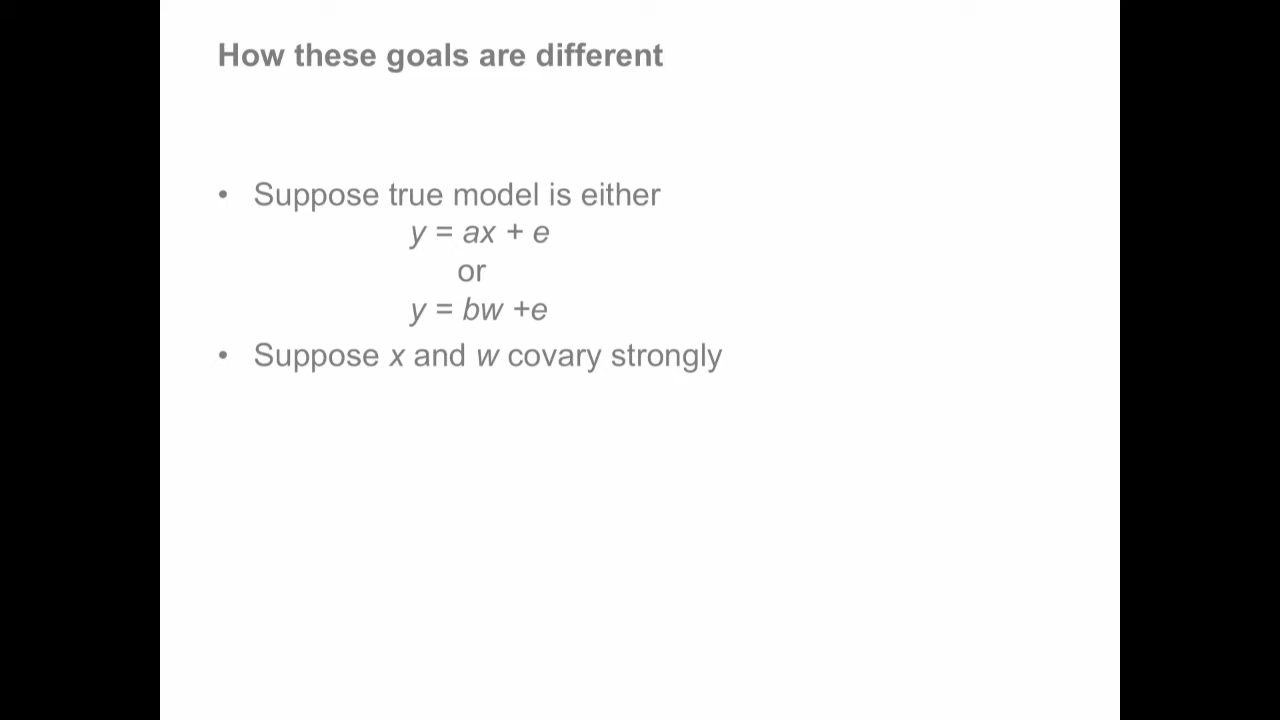 How these goals are different
• Suppose true model is either
y = ax + e
or
y = bw +e
• Suppose x and w covary strongly